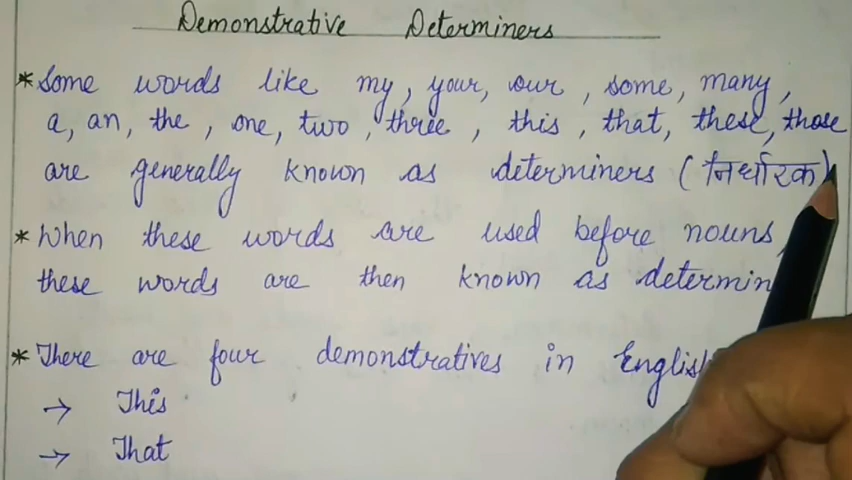 Demonstrative Determiners
* Some words like my, your, our, some, many,
a, an, the, one, two, three, this, that, these, those
are generally known as determiners (निर्धारक)
* When these words are used before nouns,
these words are then known as determin
* There are four demonstratives in English
→ This
→ That